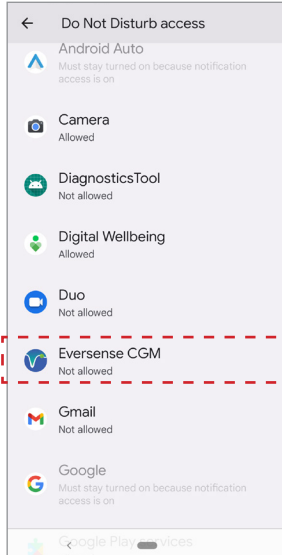 Do Not Disturb access
Android Auto
Must stay turned on because notification
access is on
Camera
Allowed
DiagnosticsTool
Not allowed
Digital Wellbeing
Allowed
Duo
Not allowed
Eversense CGM
Not allowed
Gmail
Not allowed
Google
Must stay turned on because notification
access is on
Google Play services